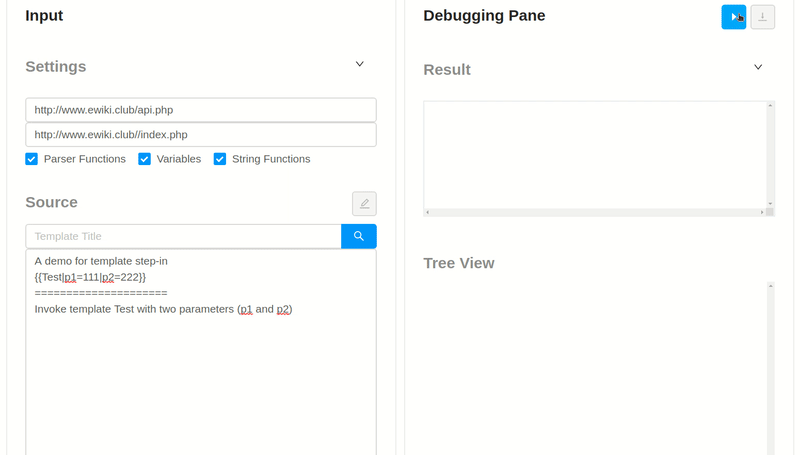 Input
Settings
http://www.ewiki.club/api.php
http://www.ewiki.club//index.php
Parser Functions
Variables
String Functions
Source
Template Title
A demo for template step-in
{{Test|p1=111|p2=222}}
=====================
Invoke template Test with two parameters (p1 and p2)
Debugging Pane
Result
Tree View